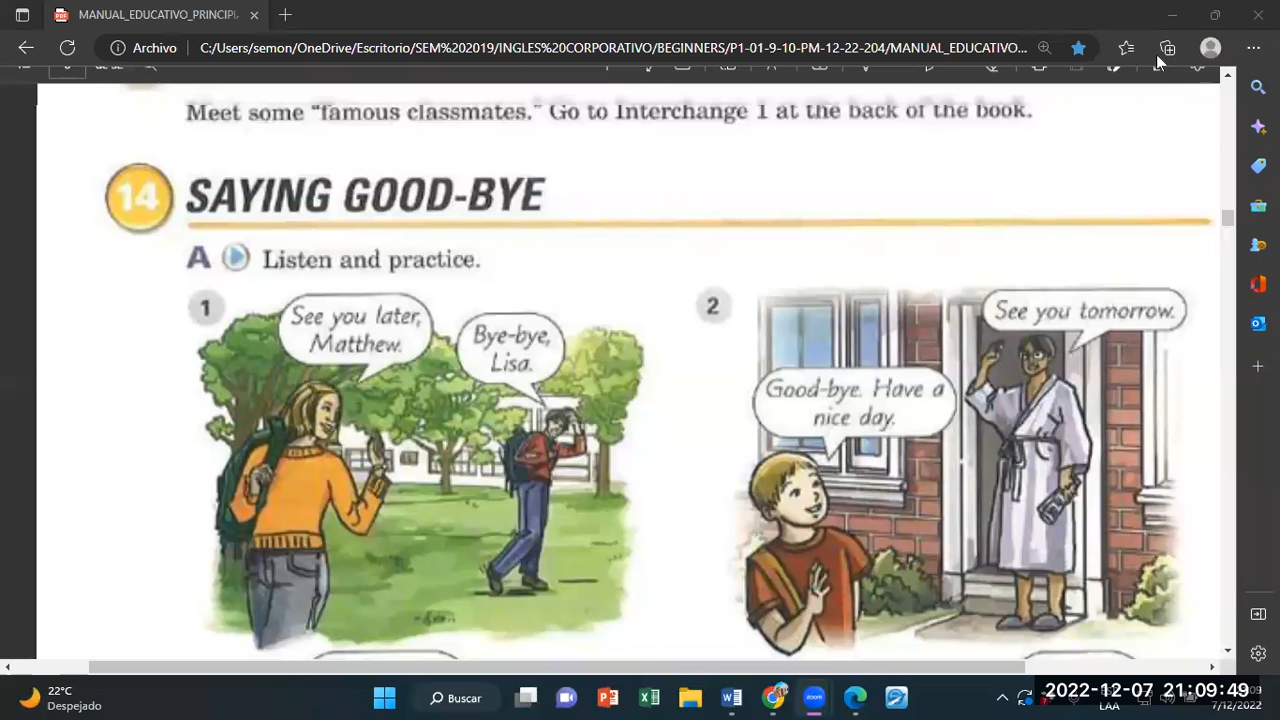 MANUAL_EDUCATIVO_PRINCIPI
Archivo
C:/Users/semon/OneDrive/Escritorio/SEM%202019/INGLES%20CORPORATIVO/BEGINNERS/P1-01-9-10-PM-12-22-204/MANUAL_EDUCATIVO...
Meet some “famous classmates.” Go to Interchange 1 at the back of the book.
14 SAYING GOOD-BYE
A Listen and practice.
1
See you later,
Matthew.
Bye-bye,
Lisa.
2
See you tomorrow.
Good-bye. Have a
nice day.
22°C
Despejado
Buscar
zoom
LAA
2022-12-07 21:09:49
7/12/2022